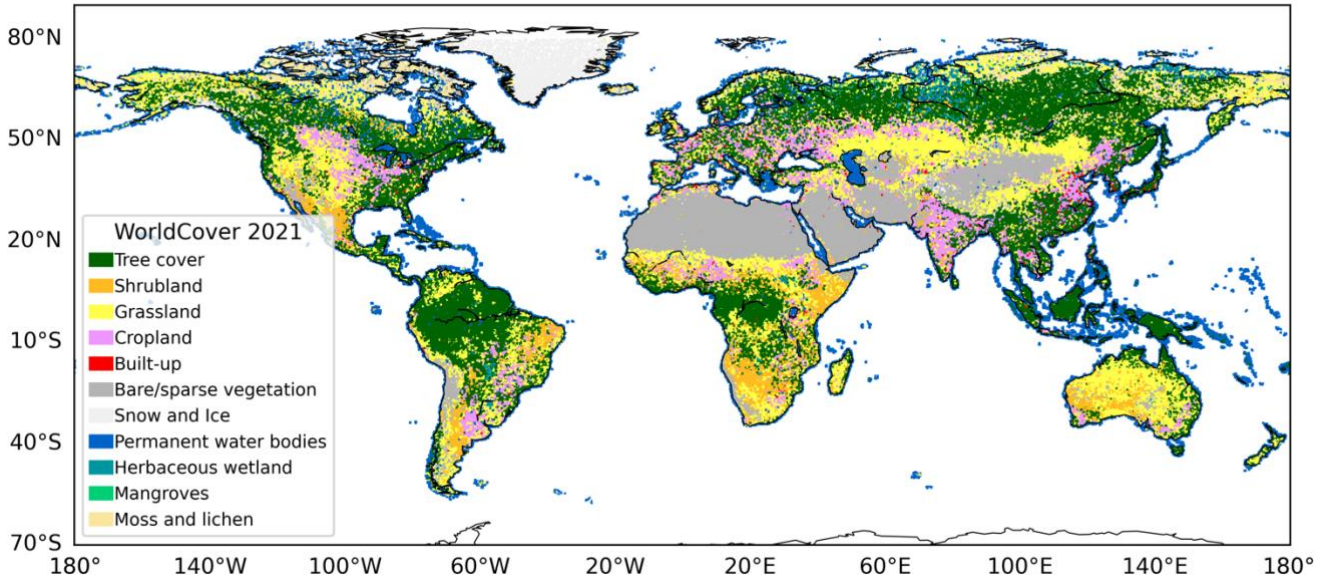 80°N
50°N
20°N
10°S
40°S
70°S
WorldCover 2021
Tree cover
Shrubland
Grassland
Cropland
Built-up
Bare/sparse vegetation
Snow and Ice
Permanent water bodies
Herbaceous wetland
Mangroves
Moss and lichen
180° 140°W 100°W 60°W 20°W 20°E 60°E 100°E 140°E 180°